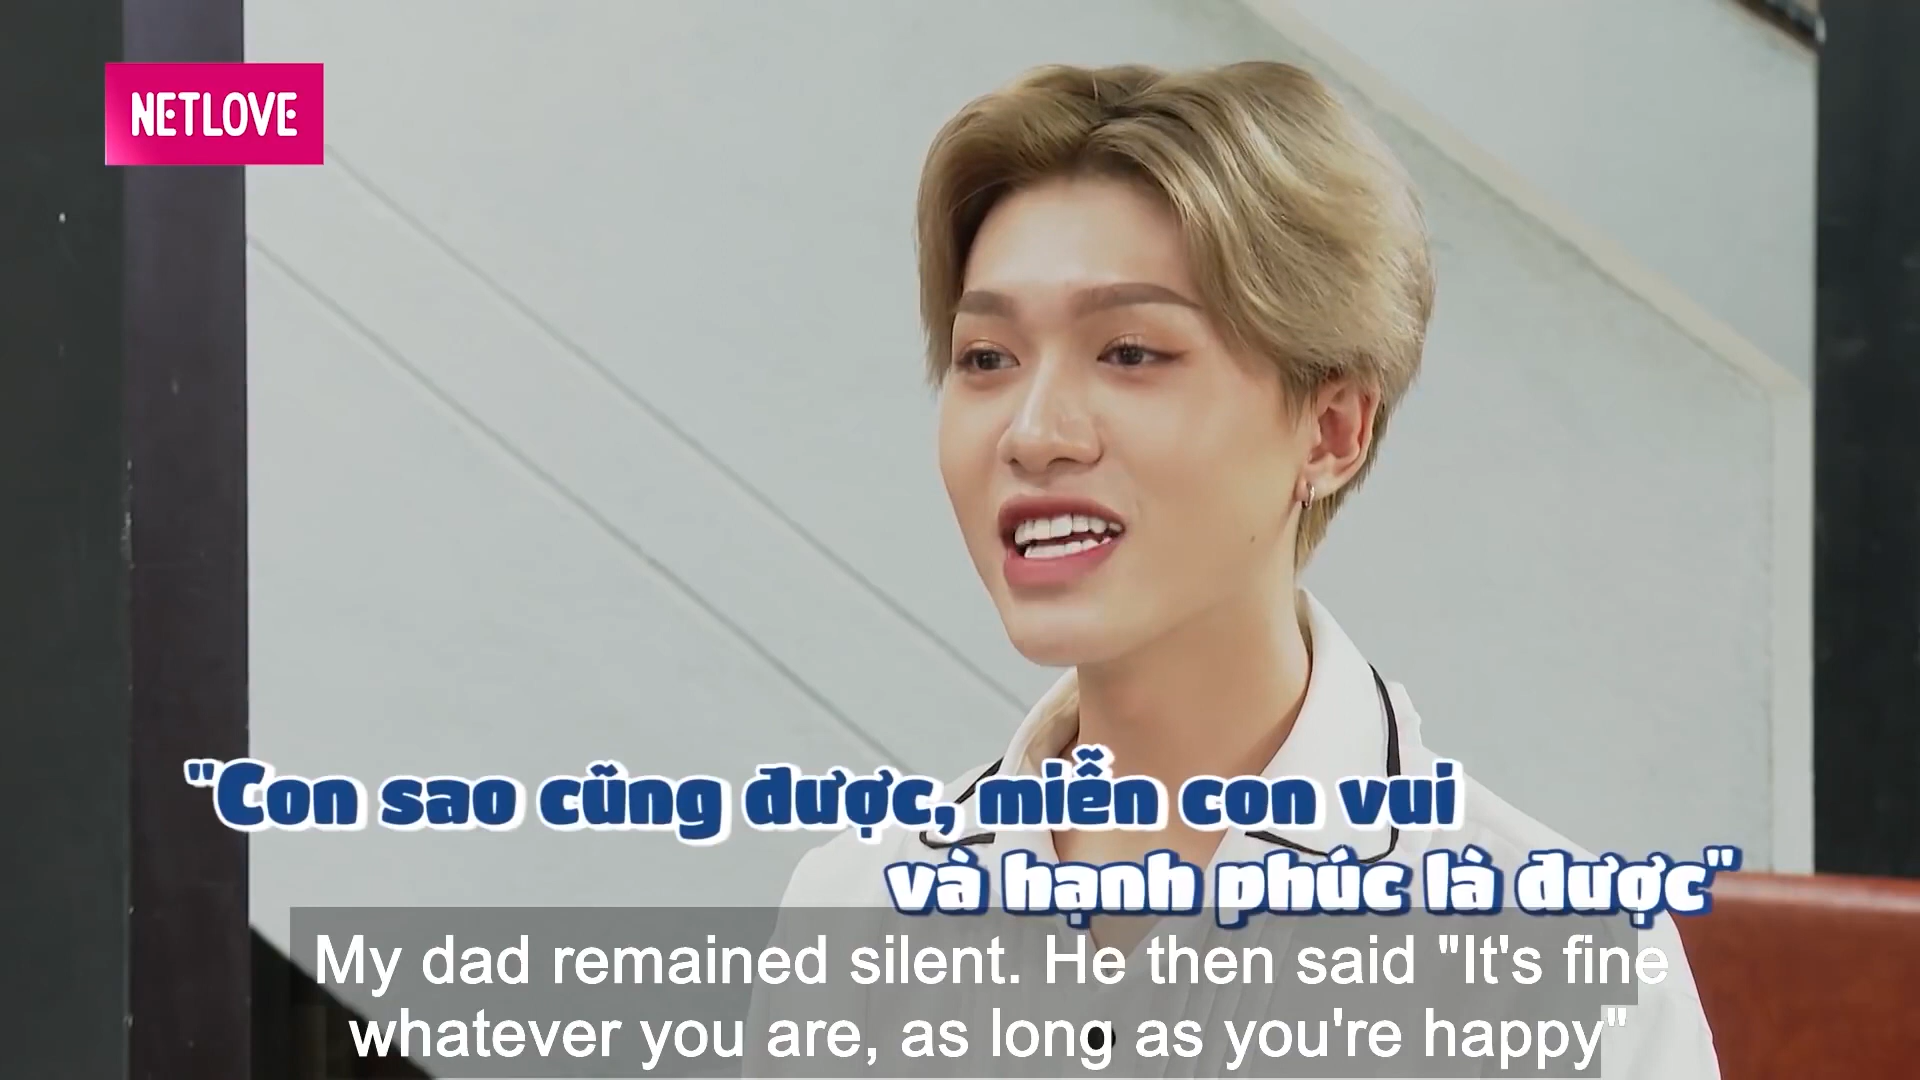 NETLOVE
"Con sao cũng được, miễn con vui
và hạnh phúc là được"
My dad remained silent. He then said "It's fine
whatever you are, as long as you're happy"